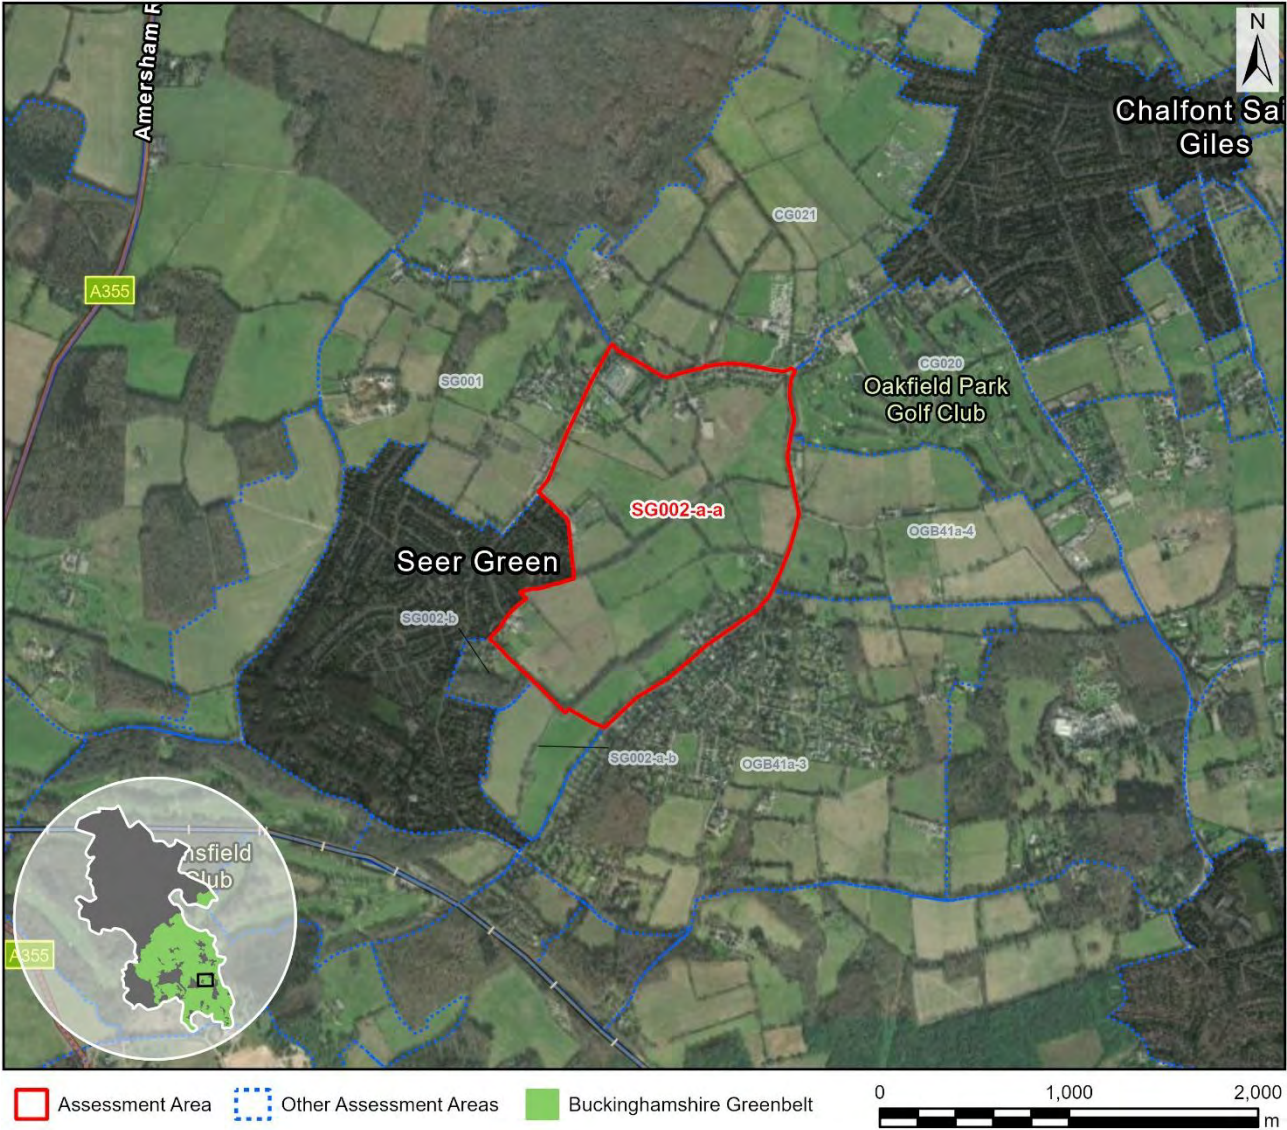 Amersham R
N
Chalfont Sa
Giles
CG021
A355
SG001
CG020
Oakfield Park
Golf Club
SG002-a-a
OGB41a-4
Seer Green
SG002-b
SG002-a-b
OGB41a-3
nsfield
Club
A355
Assessment Area
Other Assessment Areas
Buckinghamshire Greenbelt
0 1,000 2,000
m